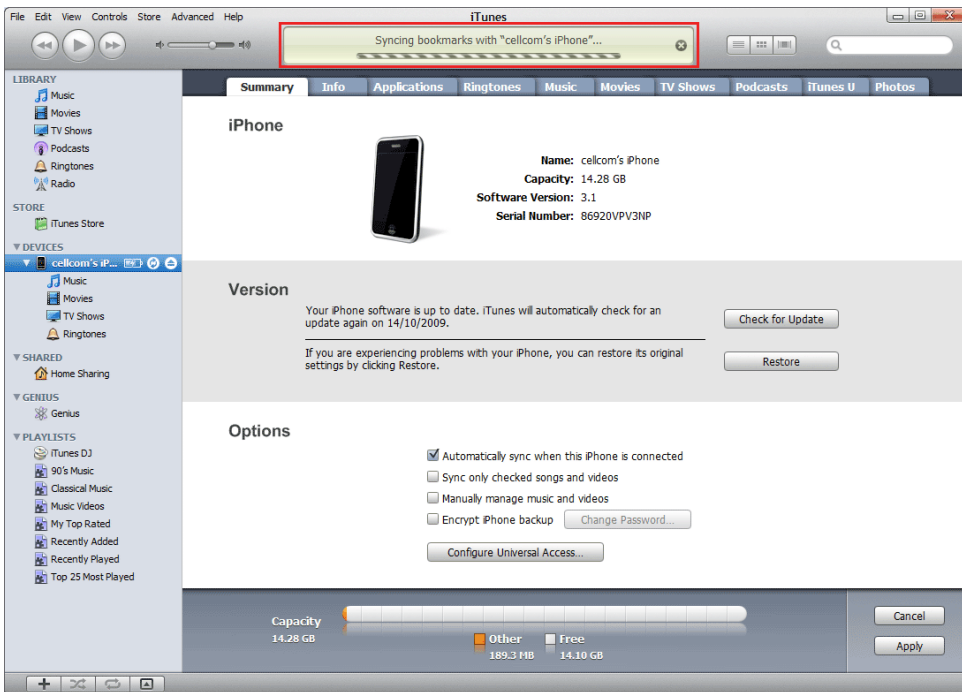 File Edit View Controls Store Advanced Help
iTunes
Syncing bookmarks with “cellcom’s iPhone”...
LIBRARY
Music
Movies
TV Shows
Podcasts
Ringtones
Radio
STORE
iTunes Store
DEVICES
cellcom's iP...
Music
Movies
TV Shows
Ringtones
SHARED
Home Sharing
GENIUS
Genius
PLAYLISTS
iTunes DJ
90's Music
Classical Music
Music Videos
My Top Rated
Recently Added
Recently Played
Top 25 Most Played
Summary Info Applications Ringtones Music Movies TV Shows Podcasts iTunes U Photos
iPhone
Name: cellcom's iPhone
Capacity: 14.28 GB
Software Version: 3.1
Serial Number: 86920VPV3NP
Version
Your iPhone software is up to date. iTunes will automatically check for an
update again on 14/10/2009.
Check for Update
If you are experiencing problems with your iPhone, you can restore its original
settings by clicking Restore.
Restore
Options
Automatically sync when this iPhone is connected
Sync only checked songs and videos
Manually manage music and videos
Encrypt iPhone backup
Change Password...
Configure Universal Access...
Capacity
14.28 GB
Other
189.3 MB
Free
14.10 GB
Cancel
Apply